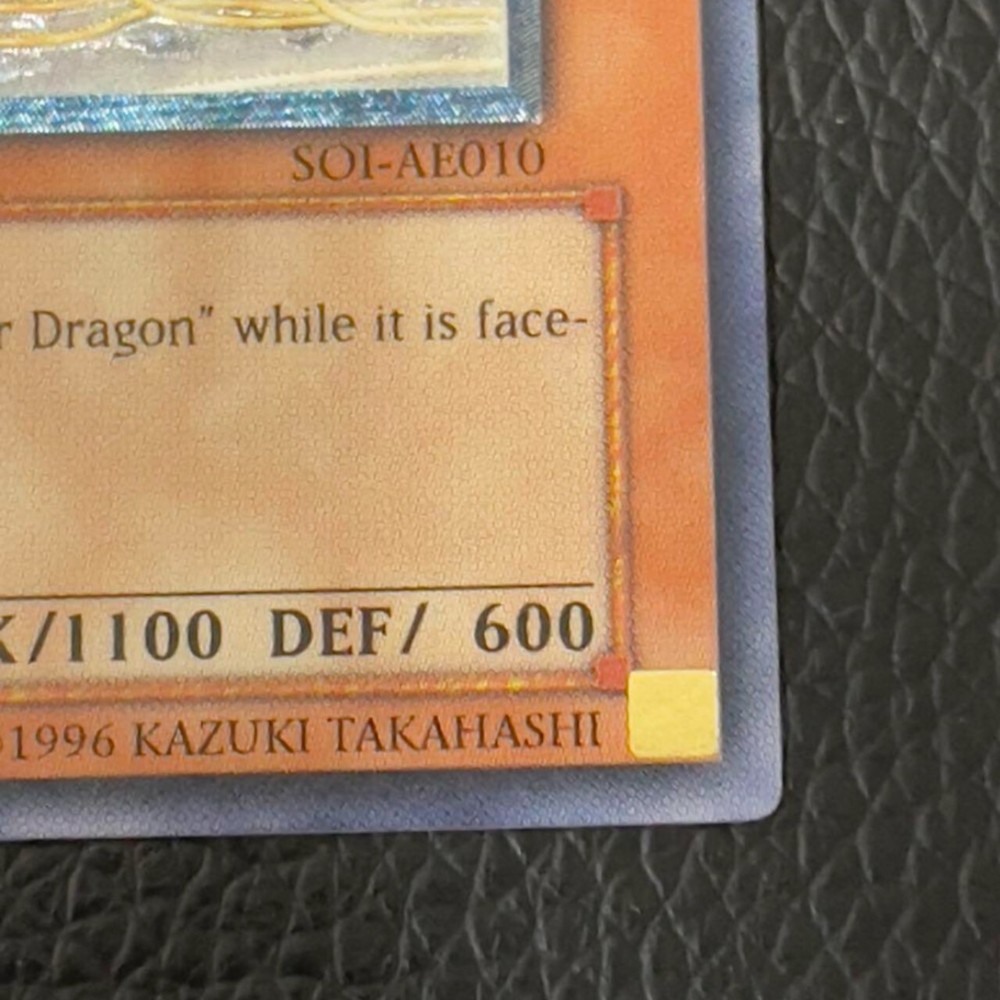 SOI-AE010
r Dragon" while it is face-
K/1100 DEF/ 600
©1996 KAZUKI TAKAHASHI